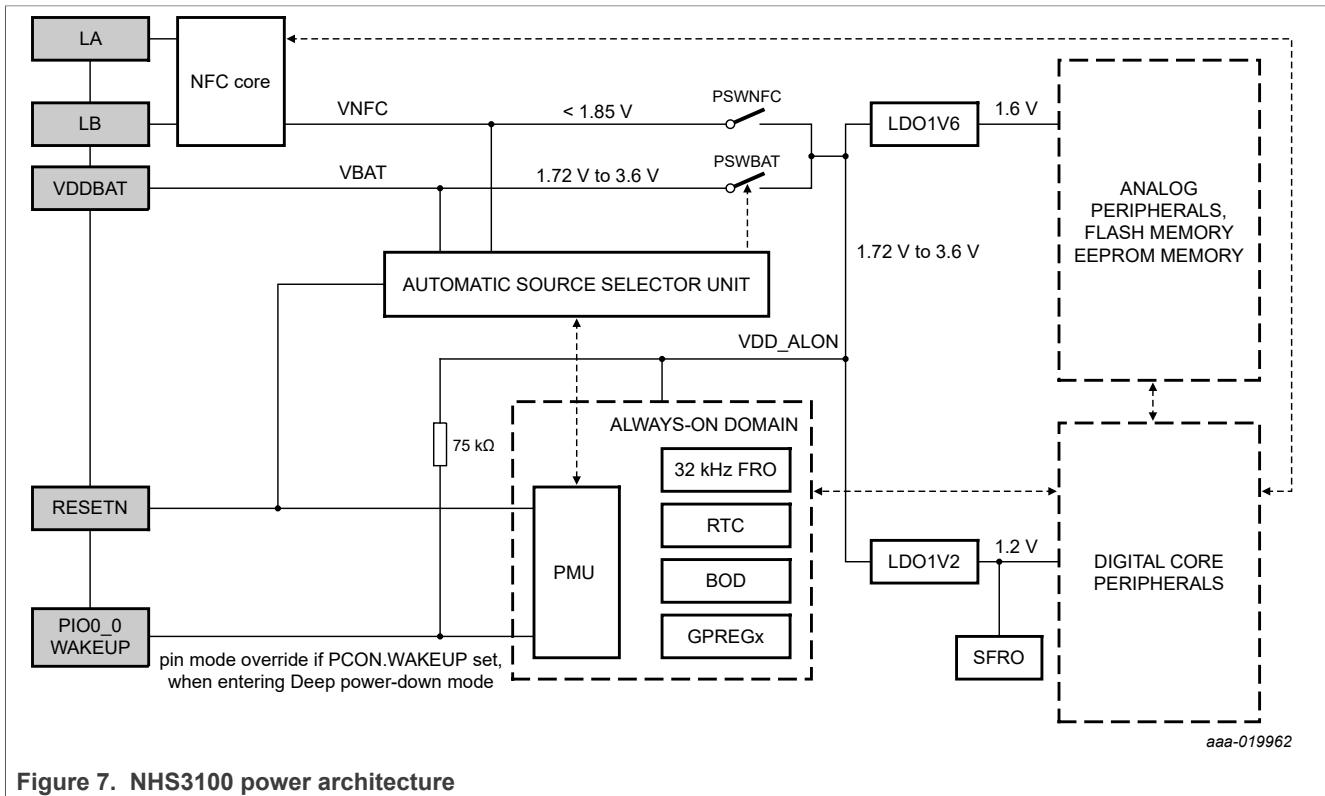 LA
NFC core
LB
VNFC
< 1.85 V
PSWNFC
LDO1V6
1.6 V
VDDBAT
VBAT
1.72 V to 3.6 V
PSWBAT
ANALOG
PERIPHERALS,
FLASH MEMORY
EEPROM MEMORY
1.72 V to 3.6 V
AUTOMATIC SOURCE SELECTOR UNIT
VDD_ALON
75 kΩ
ALWAYS-ON DOMAIN
32 kHz FRO
RTC
BOD
GPREGx
PMU
RESETN
LDO1V2
1.2 V
DIGITAL CORE
PERIPHERALS
SFRO
PIO0_0
WAKEUP
pin mode override if PCON.WAKEUP set,
when entering Deep power-down mode
aaa-019962
Figure 7. NHS3100 power architecture